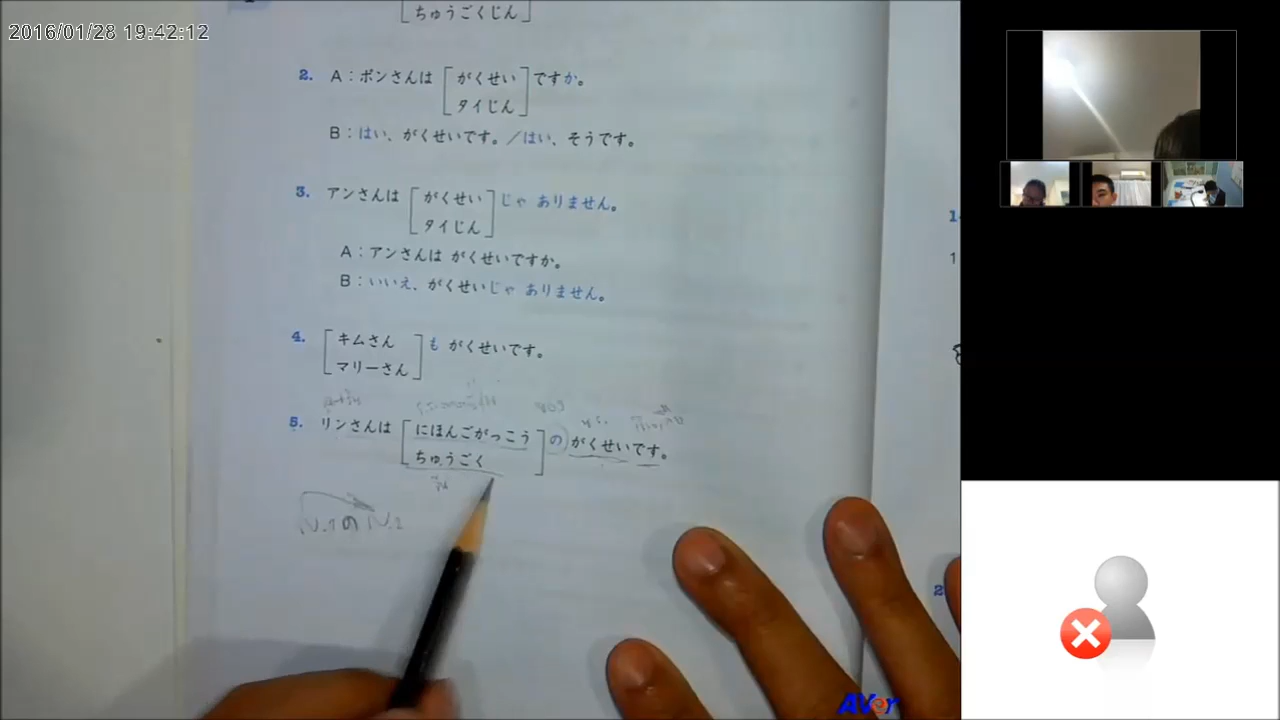 2016/01/28 19:42:12
ちゅうごくじん
2. A：ポンさんは がくせい ですか。
タイじん
B：はい、がくせいです。／はい、そうです。
3. アンさんは がくせい じゃ ありません。
タイじん
A：アンさんは がくせいですか。
B：いいえ、がくせいじゃ ありません。
4. キムさん も がくせいです。
マリーさん
5. リンさんは にほんごがっこう の がくせいです。
ちゅうごく
N.1 の N.2
AVer